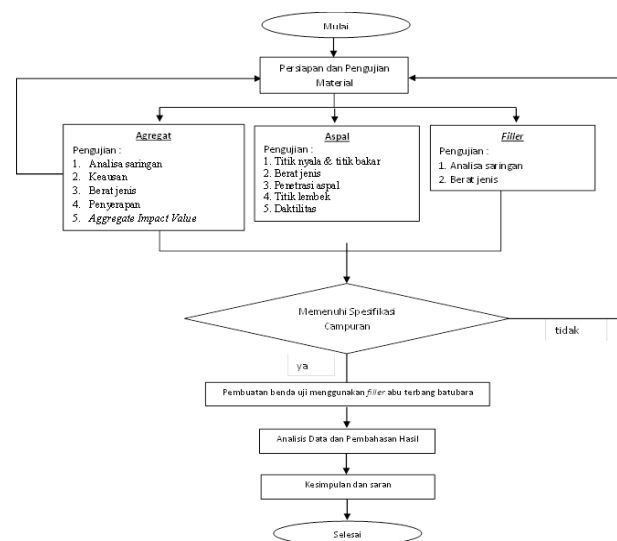 Mulai
Persiapan dan Pengujian
Material
Agregat
Pengujian :
1. Analisa saringan
2. Keausan
3. Berat jenis
4. Penyerapan
5. Aggregate Impact Value
Aspal
Pengujian :
1. Titik nyala & titik bakar
2. Berat jenis
3. Penetrasi aspal
4. Titik lembek
5. Daktilitas
Filler
Pengujian :
1. Analisa saringan
2. Berat jenis
Memenuhi Spesifikasi
Campuran
tidak
ya
Pembuatan benda uji menggunakan filler abu terbang batubara
Analisis Data dan Pembahasan Hasil
Kesimpulan dan saran
Selesai